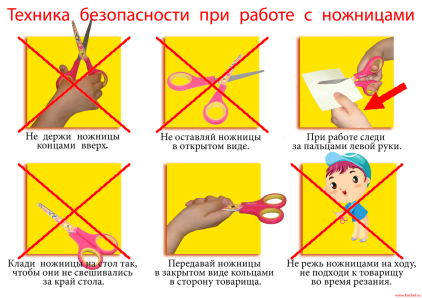 Техника безопасности при работе с ножницами
Не держи ножницы
концами вверх.
Не оставляй ножницы
в открытом виде.
При работе следи
за пальцами левой руки.
Клади ножницы на стол так,
чтобы они не свешивались
за край стола.
Передавай ножницы
в закрытом виде кольцами
в сторону товарища.
Не режь ножницами на ходу,
не подходи к товарищу
во время резания.